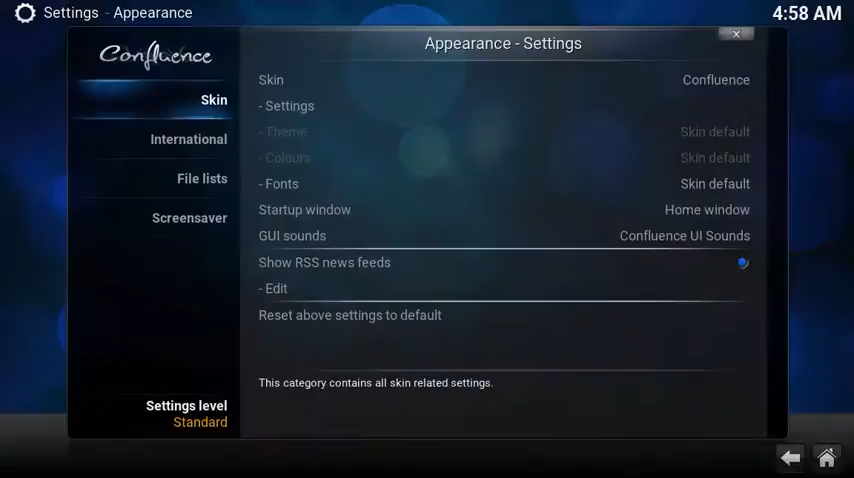 Settings - Appearance
4:58 AM
Confluence
Appearance - Settings
Skin
International
File lists
Screensaver
Skin Confluence
- Settings
- Theme Skin default
- Colours Skin default
- Fonts Skin default
Startup window Home window
GUI sounds Confluence UI Sounds
Show RSS news feeds
- Edit
Reset above settings to default
This category contains all skin related settings.
Settings level
Standard